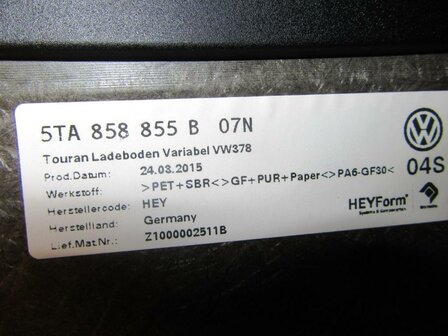 5TA 858 855 B 07N
Touran Ladeboden Variabel VW378
Prod.Datum: 24.03.2015
04S
Werkstoff: >PET+SBR<>GF+PUR+Paper<>PA6-GF30<
Herstellercode: HEY
HEYForm
Herstelland: Germany
Lief.Mat.Nr.: Z1000002511B